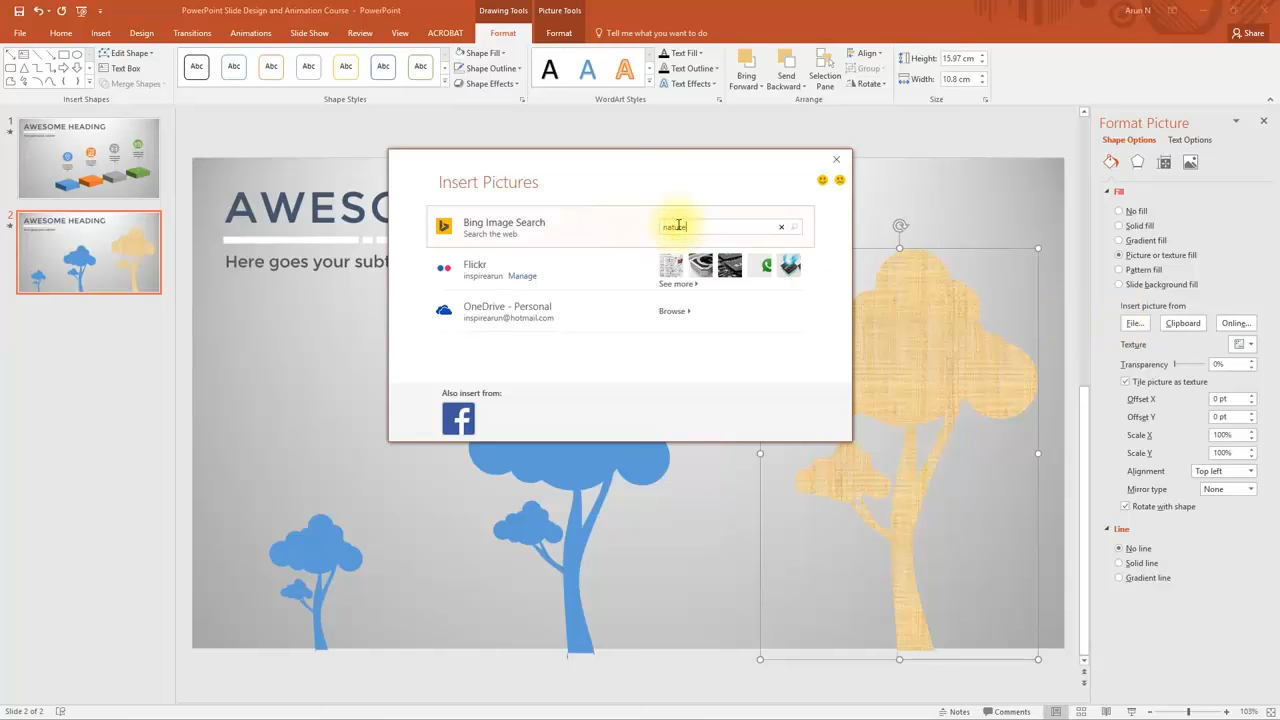 PowerPoint Slide Design and Animation Course - PowerPoint
Drawing Tools
Picture Tools
Arun N
File
Home
Insert
Design
Transitions
Animations
Slide Show
Review
View
ACROBAT
Format
Format
Tell me what you want to do
Share
Edit Shape
Text Box
Merge Shapes
Insert Shapes
Abc
Abc
Abc
Abc
Abc
Abc
Abc
Shape Fill
Shape Outline
Shape Effects
Shape Styles
A
A
A
Text Fill
Text Outline
Text Effects
WordArt Styles
Bring
Forward
Send
Backward
Selection
Pane
Align
Group
Rotate
Arrange
Height:
15.97 cm
Width:
10.8 cm
Size
1
AWESOME HEADING
2
AWESOME HEADING
AWESO
Here goes your subt
Insert Pictures
Bing Image Search
Search the web
nature
Flickr
inspirearun Manage
See more
OneDrive - Personal
inspirearun@hotmail.com
Browse
Also insert from:
Format Picture
Shape Options
Text Options
Fill
No fill
Solid fill
Gradient fill
Picture or texture fill
Pattern fill
Slide background fill
Insert picture from
File...
Clipboard
Online...
Texture
Transparency
0%
Tile picture as texture
Offset X
0 pt
Offset Y
0 pt
Scale X
100%
Scale Y
100%
Alignment
Top left
Mirror type
None
Rotate with shape
Line
No line
Solid line
Gradient line
Slide 2 of 2
Notes
Comments
103%